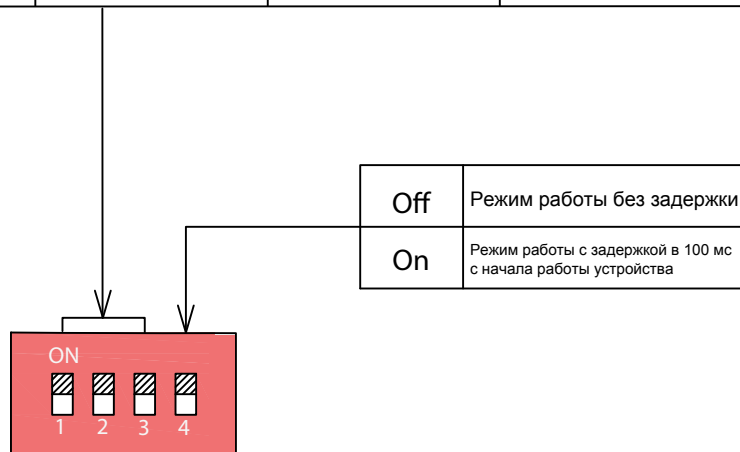 Off
Режим работы без задержки
On
Режим работы с задержкой в 100 мс
с начала работы устройства
ON
1 2 3 4